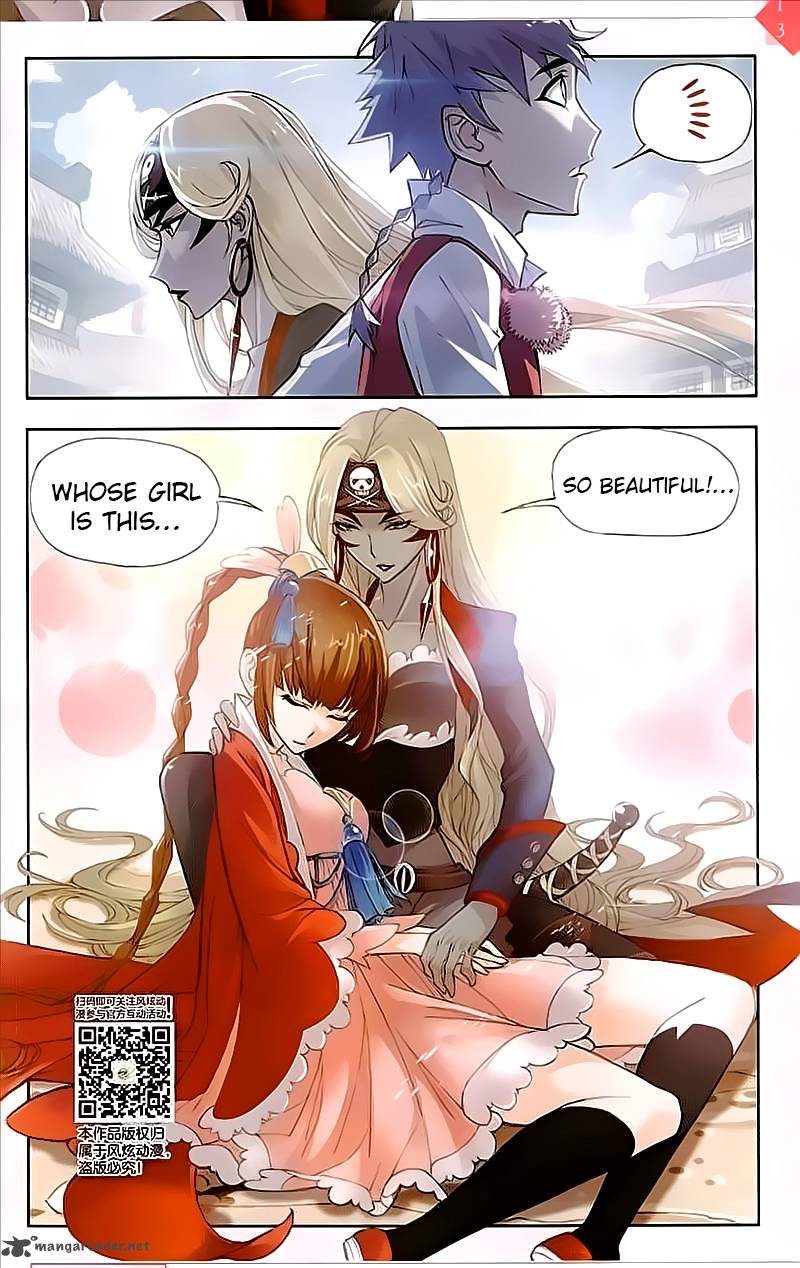 13
WHOSE GIRL
IS THIS...
SO BEAUTIFUL!...
扫码即可关注风炫动
漫参与官方互动活动。
本作品版权归
属于风炫动漫，
盗版必究！
mangareader.net